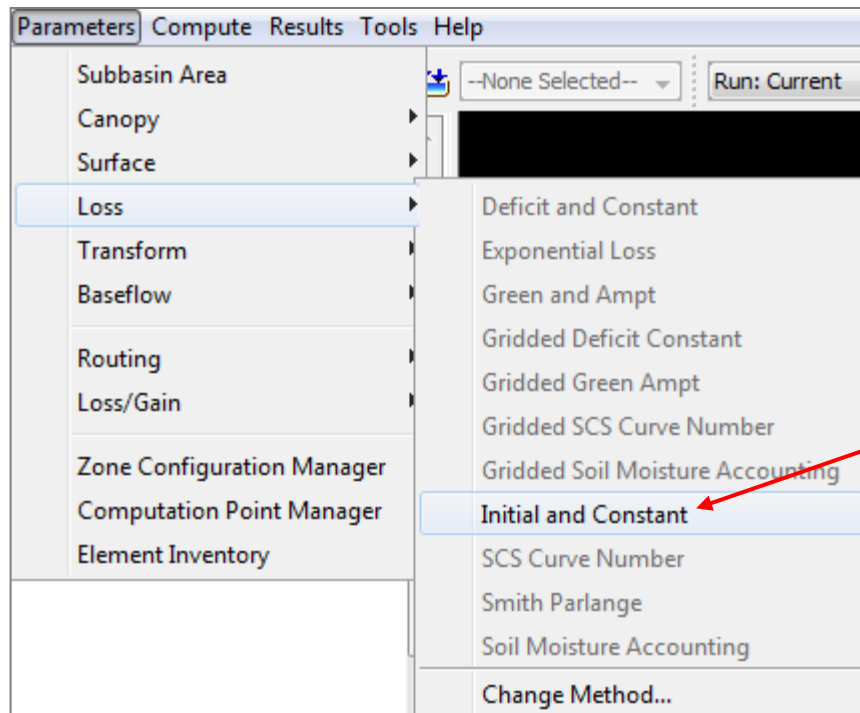 Parameters Compute Results Tools Help
--None Selected-- Run: Current
Subbasin Area
Canopy
Surface
Loss
Transform
Baseflow
Routing
Loss/Gain
Zone Configuration Manager
Computation Point Manager
Element Inventory
Deficit and Constant
Exponential Loss
Green and Ampt
Gridded Deficit Constant
Gridded Green Ampt
Gridded SCS Curve Number
Gridded Soil Moisture Accounting
Initial and Constant
SCS Curve Number
Smith Parlange
Soil Moisture Accounting
Change Method...